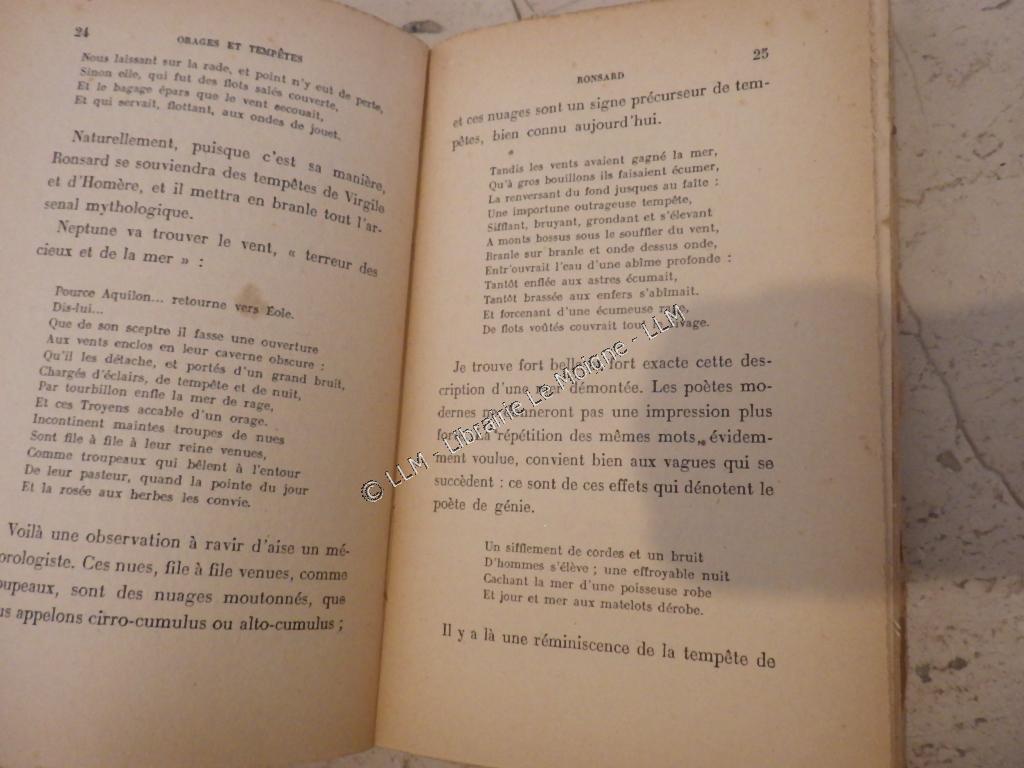 24
ORAGES ET TEMPÊTES
Nous laissant sur la rade, et point n'y eut de perte,
Sinon elle, qui fut des flots salés couverte,
Et le bagage épars que le vent secouait,
Et qui servait, flottant, aux ondes de jouet.
Naturellement, puisque c'est sa manière,
Ronsard se souviendra des tempêtes de Virgile
et d'Homère, et il mettra en branle tout l'ar-
senal mythologique.
Neptune va trouver le vent, « terreur des
cieux et de la mer » :
Pource Aquilon... retourne vers Eole.
Dis-lui...
Que de son sceptre il fasse une ouverture
Aux vents enclos en leur caverne obscure :
Qu'il les détache, et portés d'un grand bruit,
Chargés d'éclairs, de tempête et de nuit,
Par tourbillon enfle la mer de rage,
Et ces Troyens accable d'un orage.
Incontinent maintes troupes de nues
Sont file à file à leur reine venues,
Comme troupeaux qui bêlent à l'entour
De leur pasteur, quand la pointe du jour
Et la rosée aux herbes les convie.
Voilà une observation à ravir d'aise un mé-
orologiste. Ces nues, file à file venues, comme
oupeaux, sont des nuages moutonnés, que
us appelons cirro-cumulus ou alto-cumulus ;
25
RONSARD
et ces nuages sont un signe précurseur de tem-
pêtes, bien connu aujourd'hui.
Tandis les vents avaient gagné la mer,
Qu'à gros bouillons ils faisaient écumer,
La renversant du fond jusques au faîte :
Une importune outrageuse tempête,
Sifflant, bruyant, grondant et s'élevant
A monts bossus sous le souffler du vent,
Branle sur branle et onde dessus onde,
Entr'ouvrait l'eau d'une abîme profonde :
Tantôt enflée aux astres écumait,
Tantôt brassée aux enfers s'abîmait.
Et forcenant d'une écumeuse rage,
De flots voûtés couvrait tout rivage.
Je trouve fort belle fort exacte cette des-
cription d'une mer démontée. Les poètes mo-
dernes donneront pas une impression plus
La répétition des mêmes mots, évidem-
ment voulue, convient bien aux vagues qui se
succèdent : ce sont de ces effets qui dénotent le
poète de génie.
Un sifflement de cordes et un bruit
D'hommes s'élève ; une effroyable nuit
Cachant la mer d'une poisseuse robe
Et jour et mer aux matelots dérobe.
Il y a là une réminiscence de la tempête de
© LLM - Librairie Le Moigne - LLM